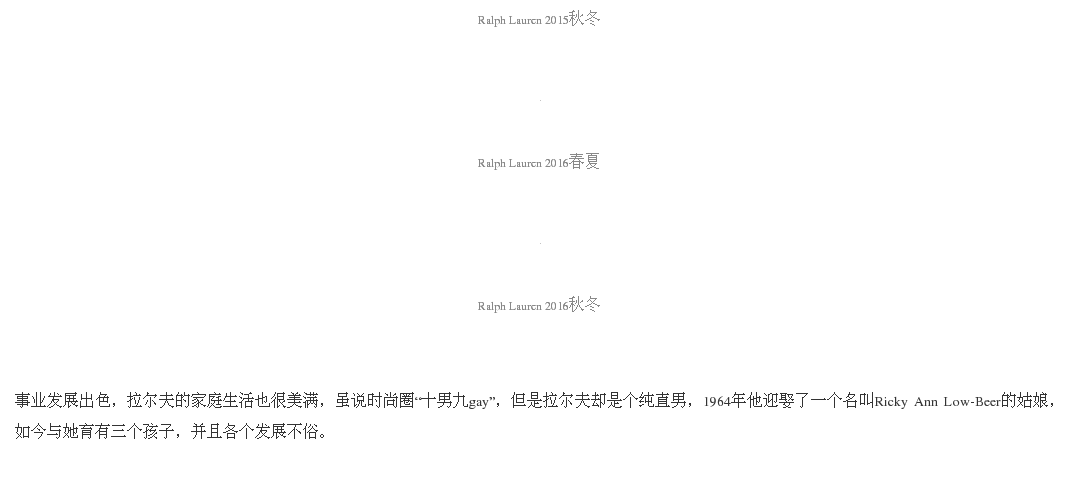 Ralph Lauren 2015秋冬
Ralph Lauren 2016春夏
Ralph Lauren 2016秋冬
事业发展出色，拉尔夫的家庭生活也很美满，虽说时尚圈“十男九gay”，但是拉尔夫却是个纯直男，1964年他迎娶了一个名叫Ricky Ann Low-Beer的姑娘，
如今与她育有三个孩子，并且各个发展不俗。